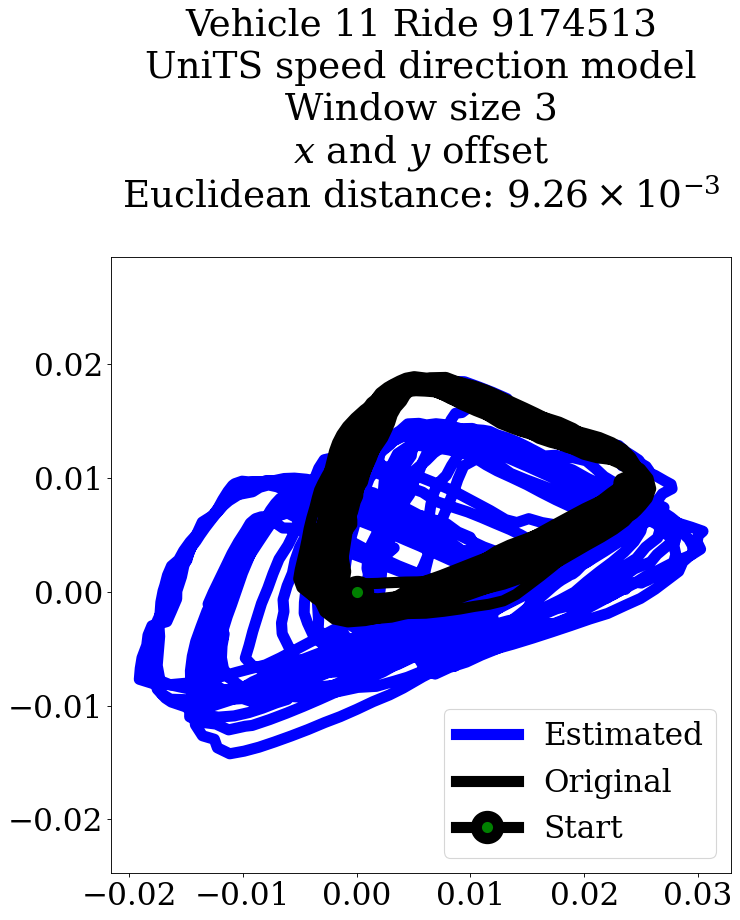 Vehicle 11 Ride 9174513
UniTS speed direction model
Window size 3
x and y offset
Euclidean distance: 9.26 × 10⁻³
0.02
0.01
0.00
−0.01
−0.02
Estimated
Original
Start
−0.02 −0.01 0.00 0.01 0.02 0.03